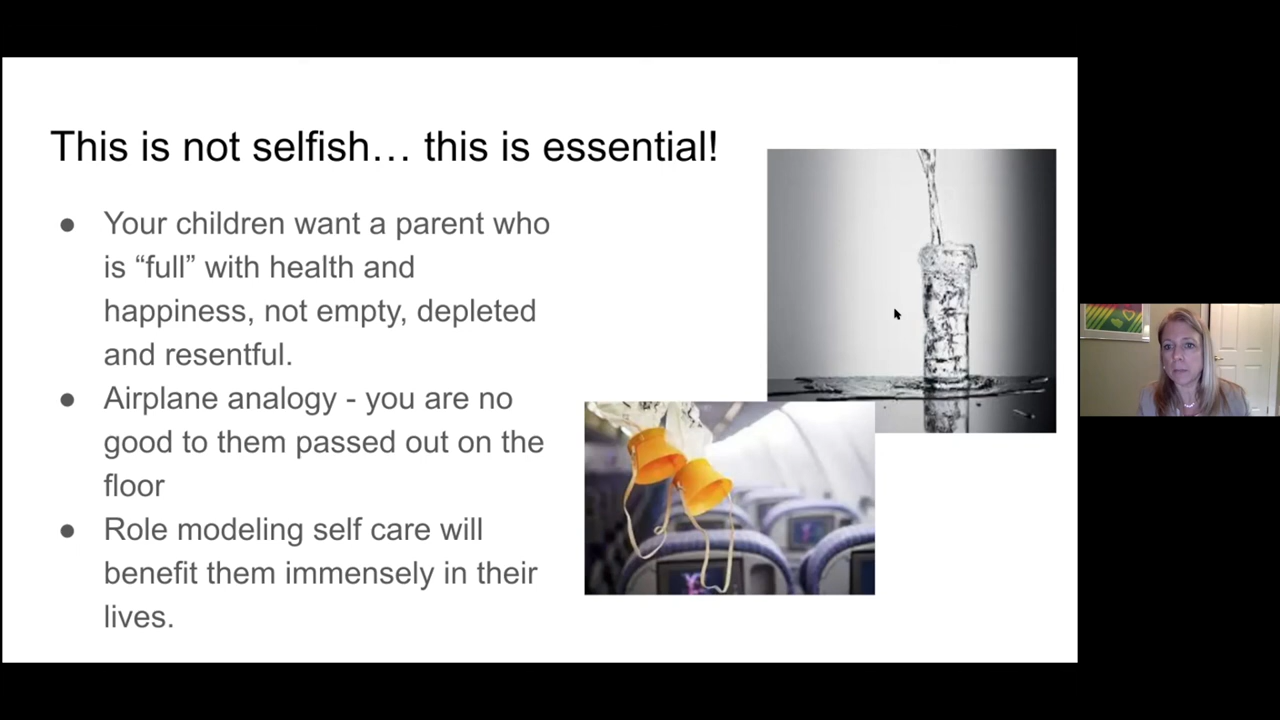 This is not selfish… this is essential!
● Your children want a parent who
is “full” with health and
happiness, not empty, depleted
and resentful.
● Airplane analogy - you are no
good to them passed out on the
floor
● Role modeling self care will
benefit them immensely in their
lives.